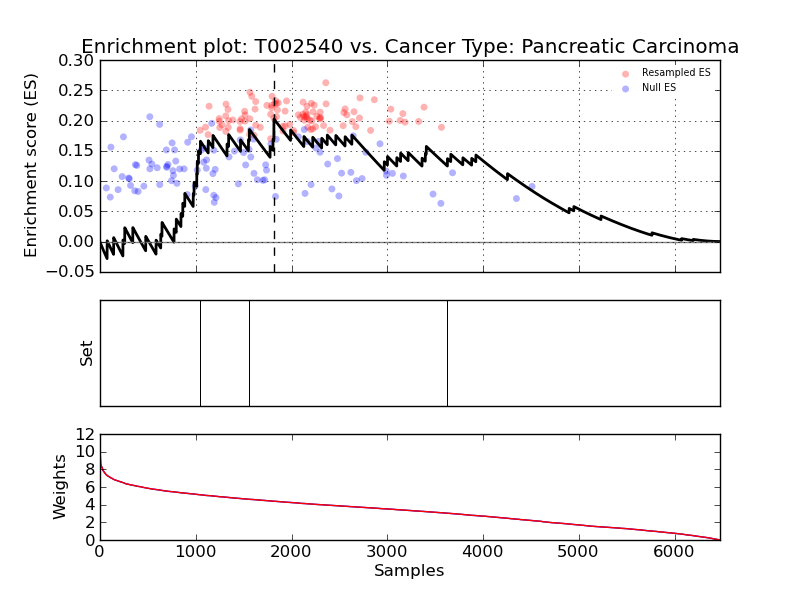 Enrichment plot: T002540 vs. Cancer Type: Pancreatic Carcinoma
0.30
0.25
0.20
0.15
0.10
0.05
0.00
−0.05
Enrichment score (ES)
Resampled ES
Null ES
Set
12
10
8
6
4
2
0
Weights
0 1000 2000 3000 4000 5000 6000
Samples